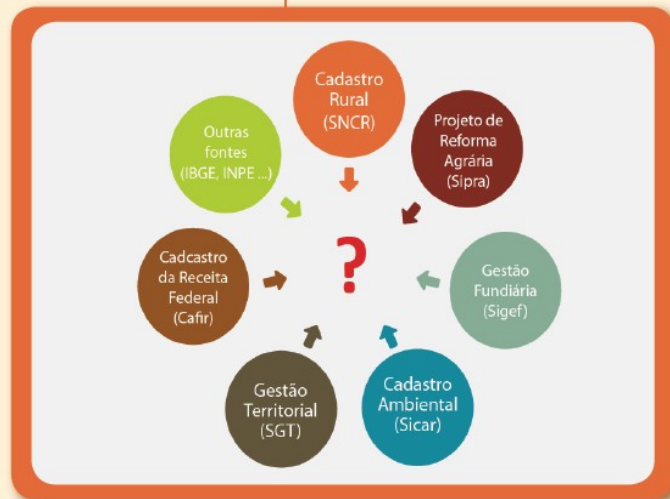 Cadastro
Rural
(SNCR)
Projeto de
Reforma
Agrária
(Sipra)
Gestão
Fundiária
(Sigef)
Cadastro
Ambiental
(Sicar)
Gestão
Territorial
(SGT)
Cadcastro
da Receita
Federal
(Cafir)
Outras
fontes
(IBGE, INPE ...)
?